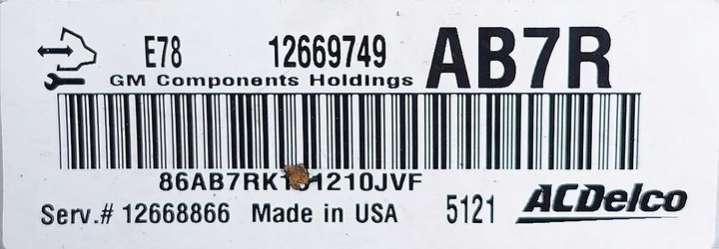 E78 12669749 AB7R
GM Components Holdings
Serv.# 12668866 Made in USA 5121 ACDelco